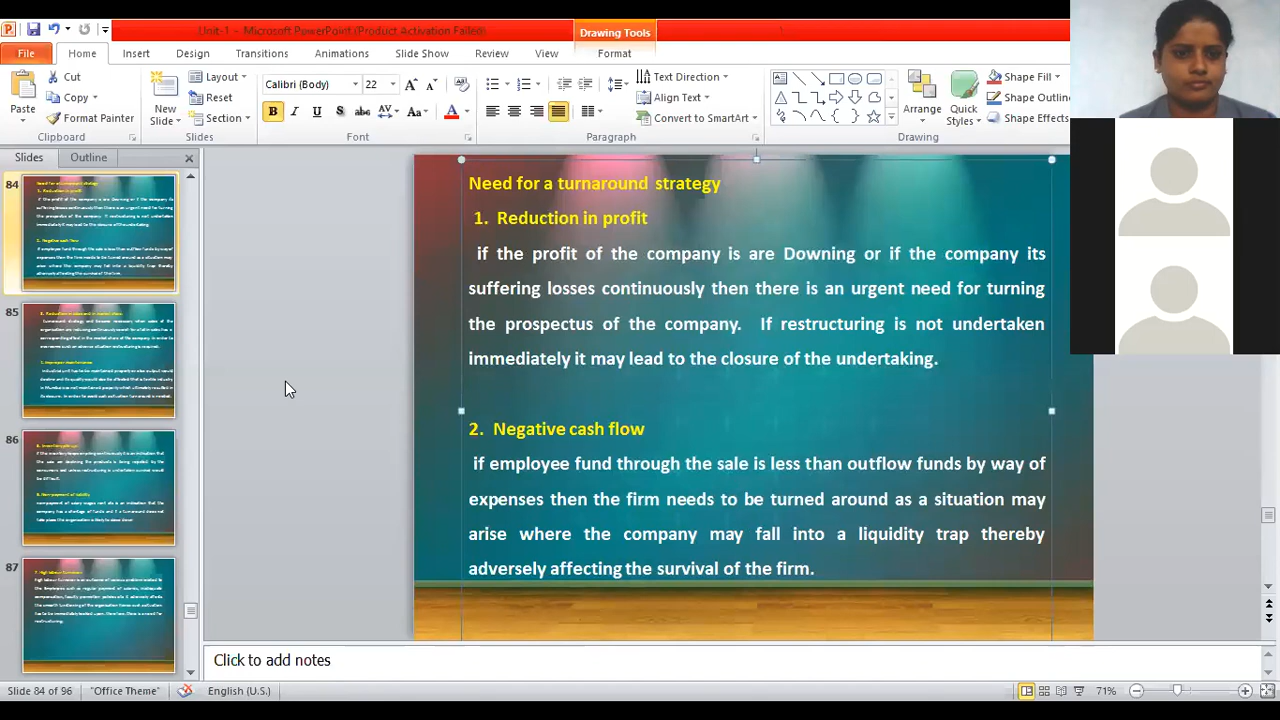 Unit-1 - Microsoft PowerPoint (Product Activation Failed)
Drawing Tools
File Home Insert Design Transitions Animations Slide Show Review View Format
Paste
Cut
Copy
Format Painter
Clipboard
New Slide
Layout
Reset
Section
Slides
Calibri (Body) 22
B I U S abc AV Aa A
Font
Text Direction
Align Text
Convert to SmartArt
Paragraph
Arrange
Quick Styles
Shape Fill
Shape Outlin
Shape Effects
Drawing
Slides Outline
84
85
86
87
Need for a turnaround strategy
1. Reduction in profit
if the profit of the company is are Downing or if the company its
suffering losses continuously then there is an urgent need for turning
the prospectus of the company. If restructuring is not undertaken
immediately it may lead to the closure of the undertaking.
2. Negative cash flow
if employee fund through the sale is less than outflow funds by way of
expenses then the firm needs to be turned around as a situation may
arise where the company may fall into a liquidity trap thereby
adversely affecting the survival of the firm.
Click to add notes
Slide 84 of 96 "Office Theme" English (U.S.) 71%